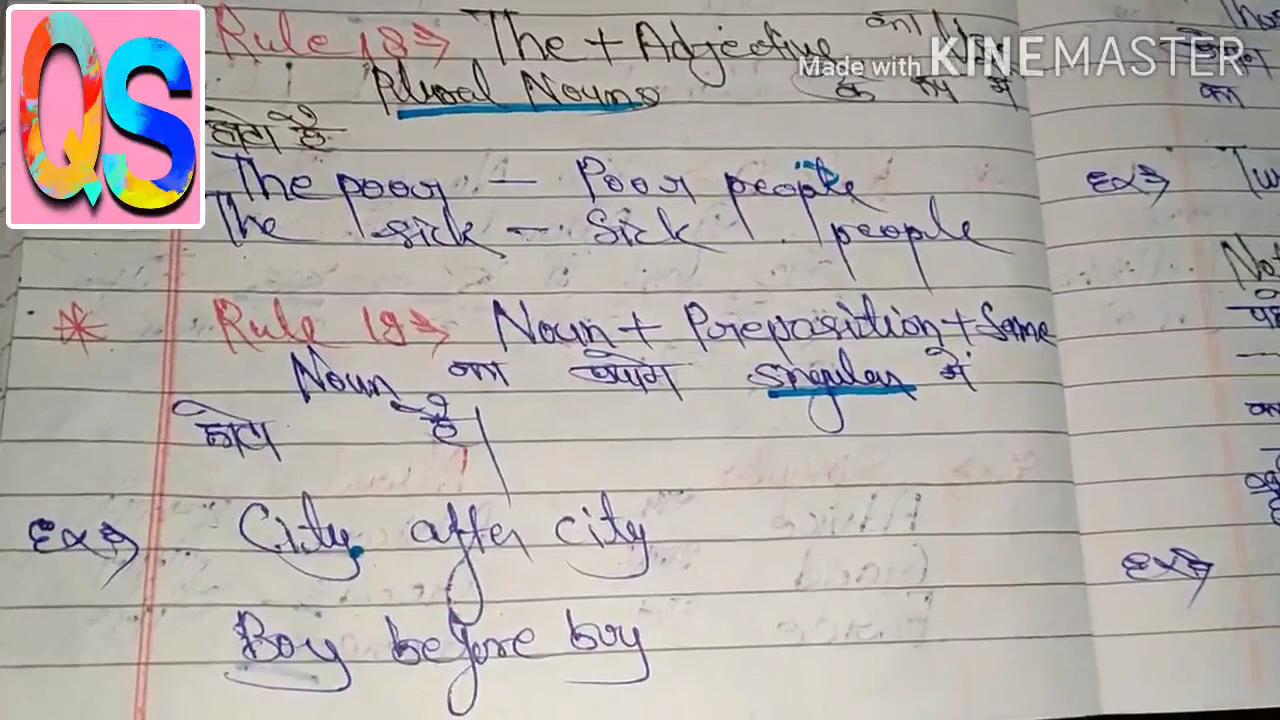 QS
Rule 18⇒ The + Adjective का Use
Made with KINEMASTER
Plural Nouns के रूप में
होता है
The poor — Poor people
The sick — Sick people
* Rule 19⇒ Noun + Preposition + Same
Noun का प्रयोग singular में
होता है।
Ex⇒ City after city
Boy before boy
का
Ex⇒
Ex⇒